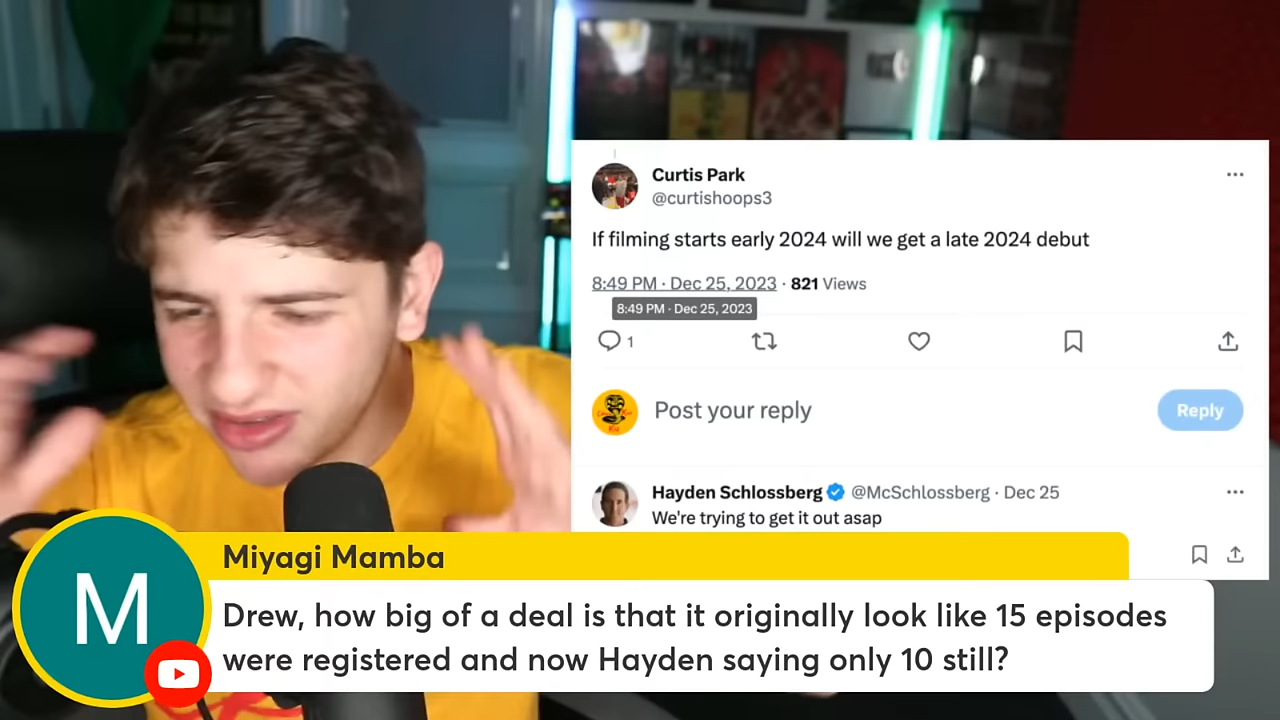 Curtis Park
@curtishoops3
If filming starts early 2024 will we get a late 2024 debut
8:49 PM · Dec 25, 2023 · 821 Views
8:49 PM · Dec 25, 2023
1
Post your reply
Reply
Hayden Schlossberg @McSchlossberg · Dec 25
We're trying to get it out asap
Miyagi Mamba
M
Drew, how big of a deal is that it originally look like 15 episodes
were registered and now Hayden saying only 10 still?